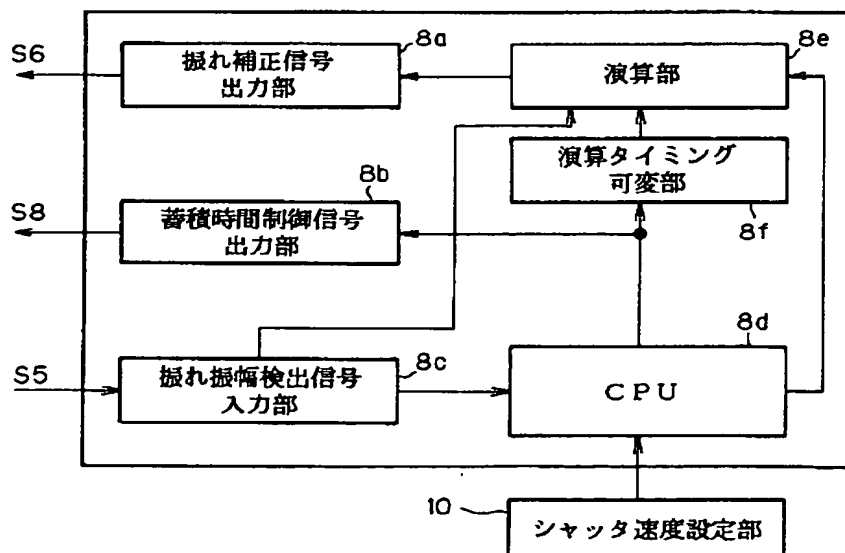 8a
8e
S6
振れ補正信号
出力部
演算部
演算タイミング
可変部
8b
8f
S8
蓄積時間制御信号
出力部
8d
S5
振れ振幅検出信号
入力部
8c
CPU
10
シャッタ速度設定部